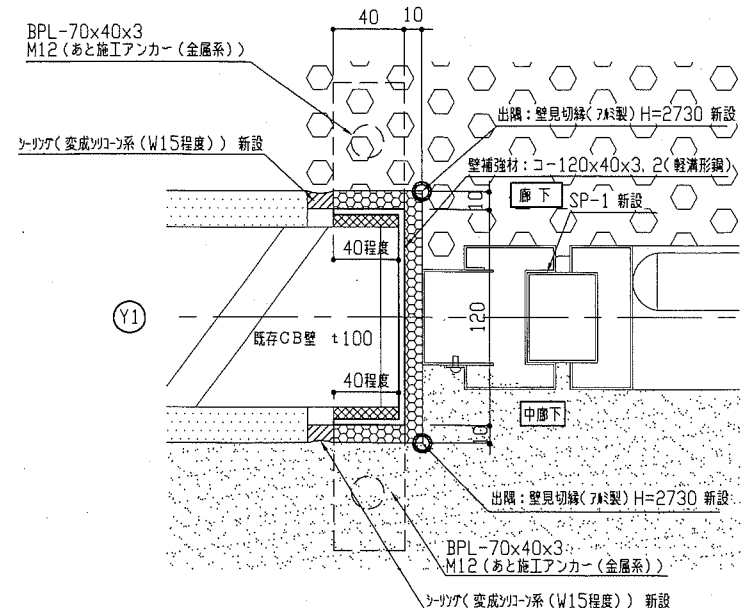 40 10
BPL-70x40x3
M12(あと施工アンカー(金属系))
出隅:壁見切縁(アルミ製)H=2730 新設
シーリング(変成シリコーン系(W15程度)) 新設
壁補強材:コ-120x40x3.2(軽溝形鋼)
10
廊下
SP-1 新設
40程度
Y1
120
既存CB壁 t100
40程度
中廊下
10
出隅:壁見切縁(アルミ製)H=2730 新設
BPL-70x40x3
M12(あと施工アンカー(金属系))
シーリング(変成シリコーン系(W15程度)) 新設